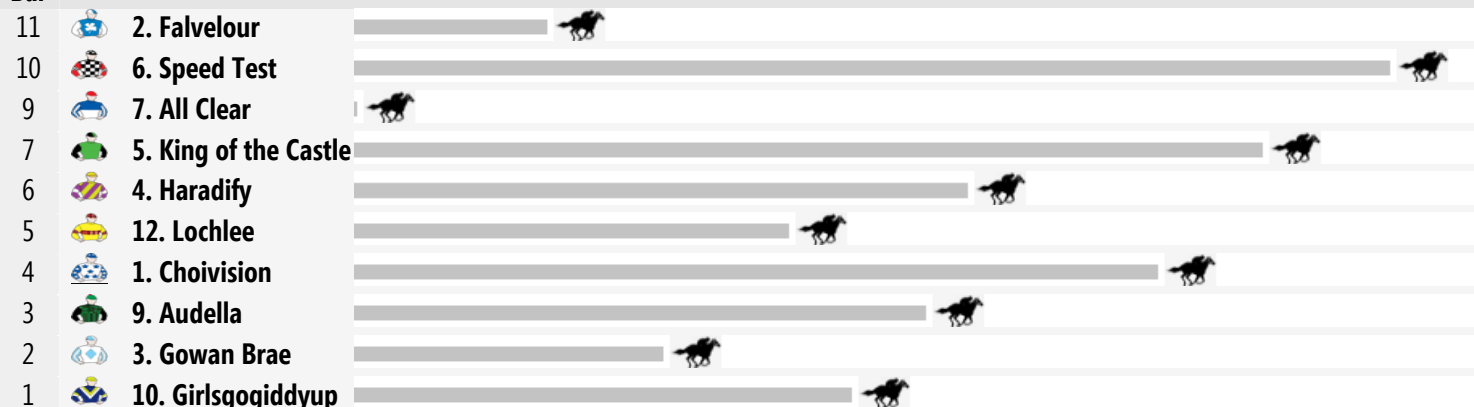 11 2. Falvelour
10 6. Speed Test
9 7. All Clear
7 5. King of the Castle
6 4. Haradify
5 12. Lochlee
4 1. Choivision
3 9. Audella
2 3. Gowan Brae
1 10. Girlsgogiddyup